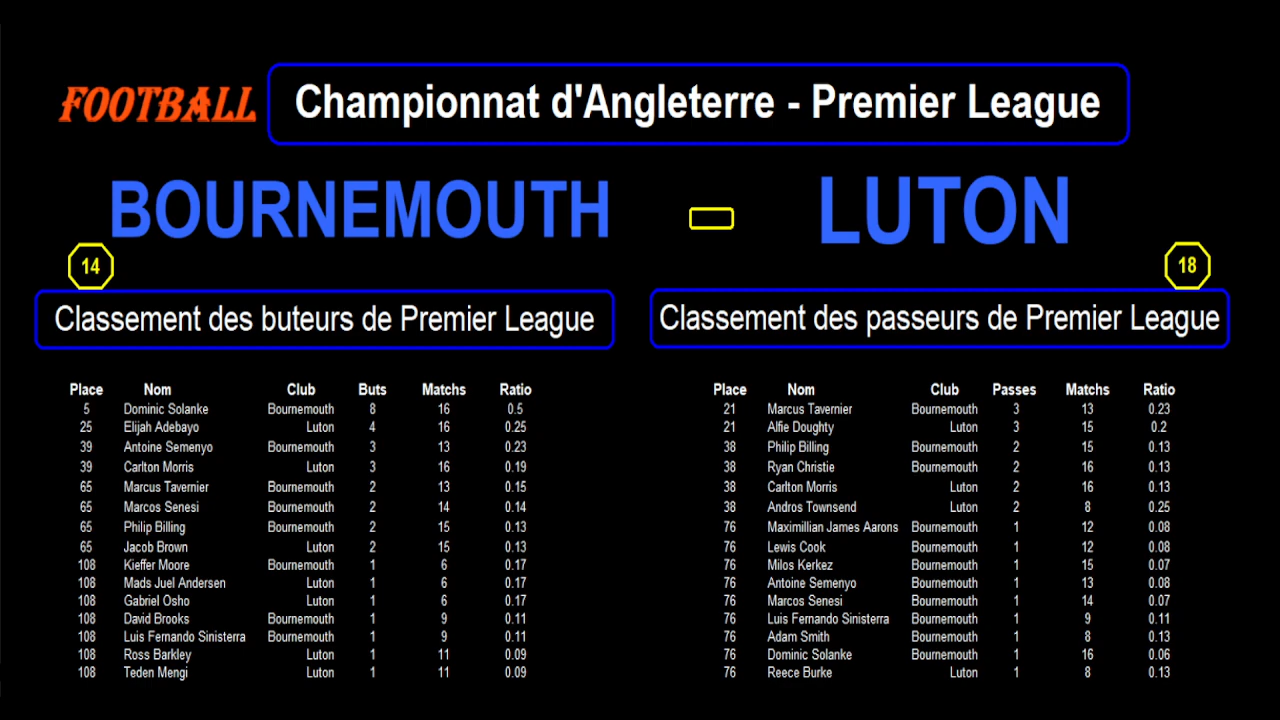 FOOTBALL Championnat d'Angleterre - Premier League
BOURNEMOUTH - LUTON
14 18
Classement des buteurs de Premier League
Place Nom Club Buts Matchs Ratio
5 Dominic Solanke Bournemouth 8 16 0.5
25 Elijah Adebayo Luton 4 16 0.25
39 Antoine Semenyo Bournemouth 3 13 0.23
39 Carlton Morris Luton 3 16 0.19
65 Marcus Tavernier Bournemouth 2 13 0.15
65 Marcos Senesi Bournemouth 2 14 0.14
65 Philip Billing Bournemouth 2 15 0.13
65 Jacob Brown Luton 2 15 0.13
108 Kieffer Moore Bournemouth 1 6 0.17
108 Mads Juel Andersen Luton 1 6 0.17
108 Gabriel Osho Luton 1 6 0.17
108 David Brooks Bournemouth 1 9 0.11
108 Luis Fernando Sinisterra Bournemouth 1 9 0.11
108 Ross Barkley Luton 1 11 0.09
108 Teden Mengi Luton 1 11 0.09
Classement des passeurs de Premier League
Place Nom Club Passes Matchs Ratio
21 Marcus Tavernier Bournemouth 3 13 0.23
21 Alfie Doughty Luton 3 15 0.2
38 Philip Billing Bournemouth 2 15 0.13
38 Ryan Christie Bournemouth 2 16 0.13
38 Carlton Morris Luton 2 16 0.13
38 Andros Townsend Luton 2 8 0.25
76 Maximillian James Aarons Bournemouth 1 12 0.08
76 Lewis Cook Bournemouth 1 12 0.08
76 Milos Kerkez Bournemouth 1 15 0.07
76 Antoine Semenyo Bournemouth 1 13 0.08
76 Marcos Senesi Bournemouth 1 14 0.07
76 Luis Fernando Sinisterra Bournemouth 1 9 0.11
76 Adam Smith Bournemouth 1 8 0.13
76 Dominic Solanke Bournemouth 1 16 0.06
76 Reece Burke Luton 1 8 0.13